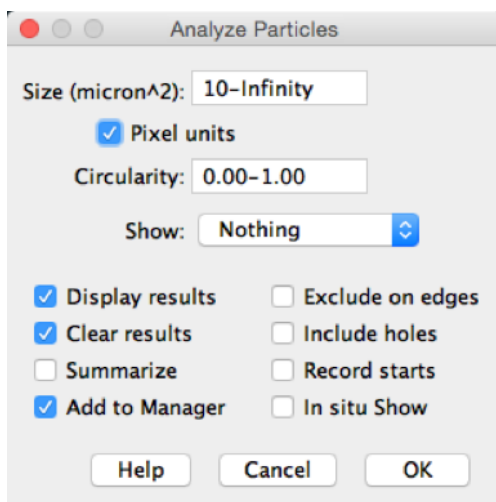 Analyze Particles
Size (micron^2): 10-Infinity
Pixel units
Circularity: 0.00-1.00
Show: Nothing
Display results Exclude on edges
Clear results Include holes
Summarize Record starts
Add to Manager In situ Show
Help Cancel OK